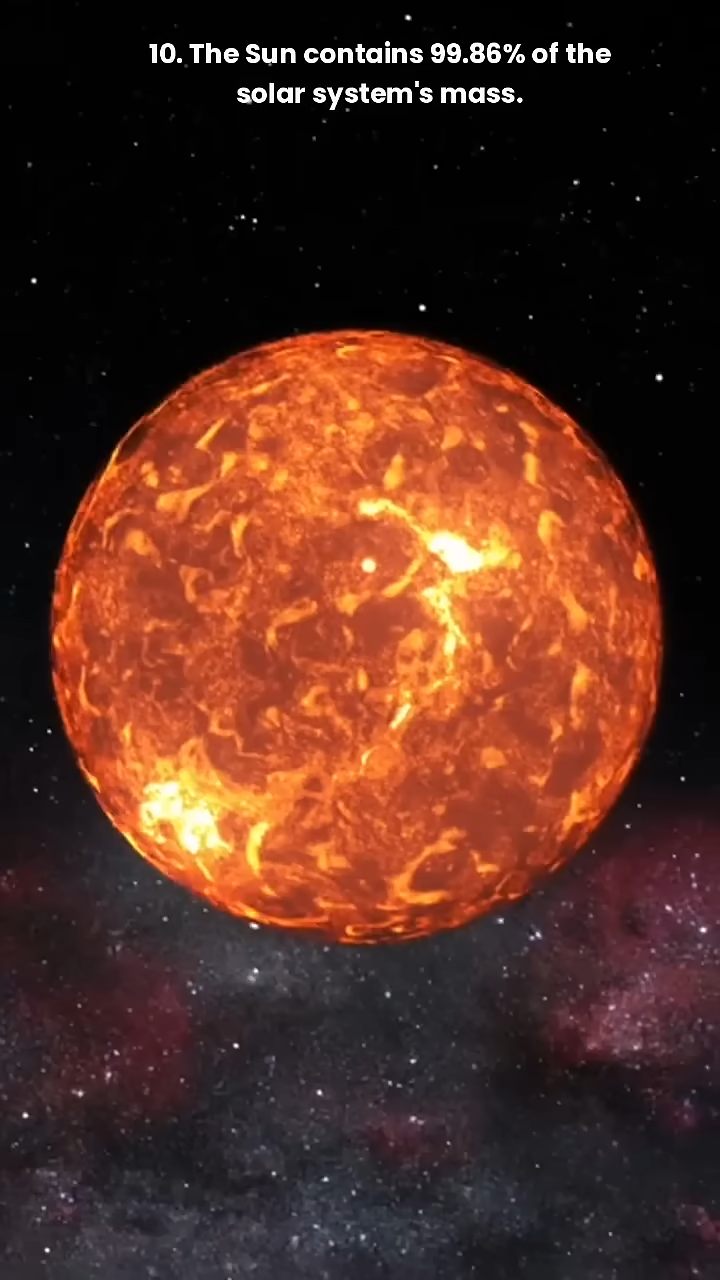 10. The Sun contains 99.86% of the
solar system's mass.